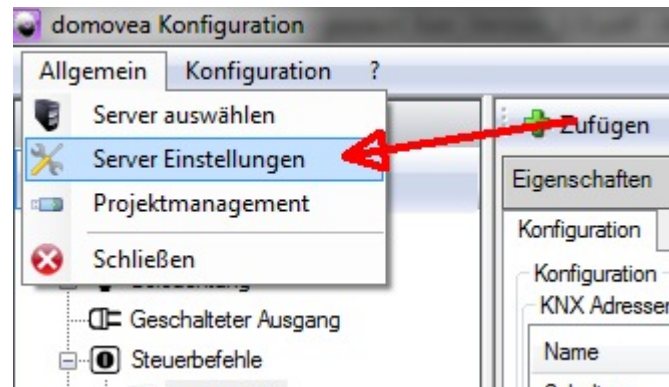 domovea Konfiguration
Allgemein Konfiguration ?
Server auswählen
Server Einstellungen
Projektmanagement
Schließen
Geschalteter Ausgang
Steuerbefehle
Zufügen
Eigenschaften
Konfiguration
Konfiguration
KNX Adressen
Name